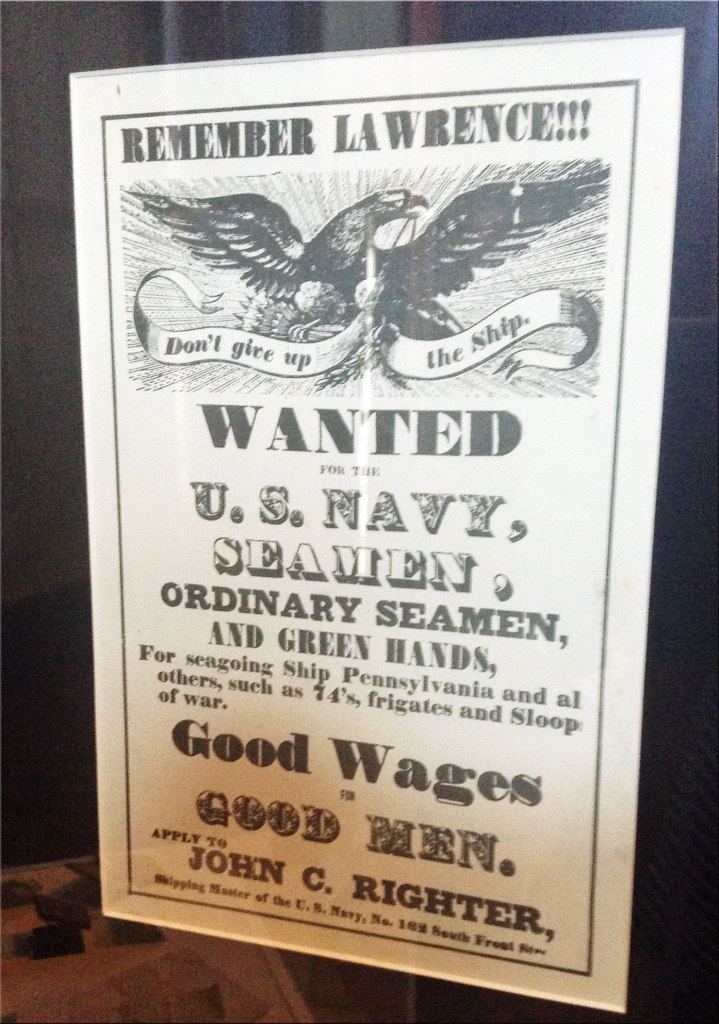 REMEMBER LAWRENCE!!!
Don't give up
the Ship.
WANTED
FOR THE
U. S. NAVY,
SEAMEN,
ORDINARY SEAMEN,
AND GREEN HANDS,
For seagoing Ship Pennsylvania and al
others, such as 74's, frigates and Sloop
of war.
Good Wages
FOR
GOOD MEN.
APPLY TO
JOHN C. RIGHTER,
Shipping Master of the U. S. Navy, No. 162 South Front